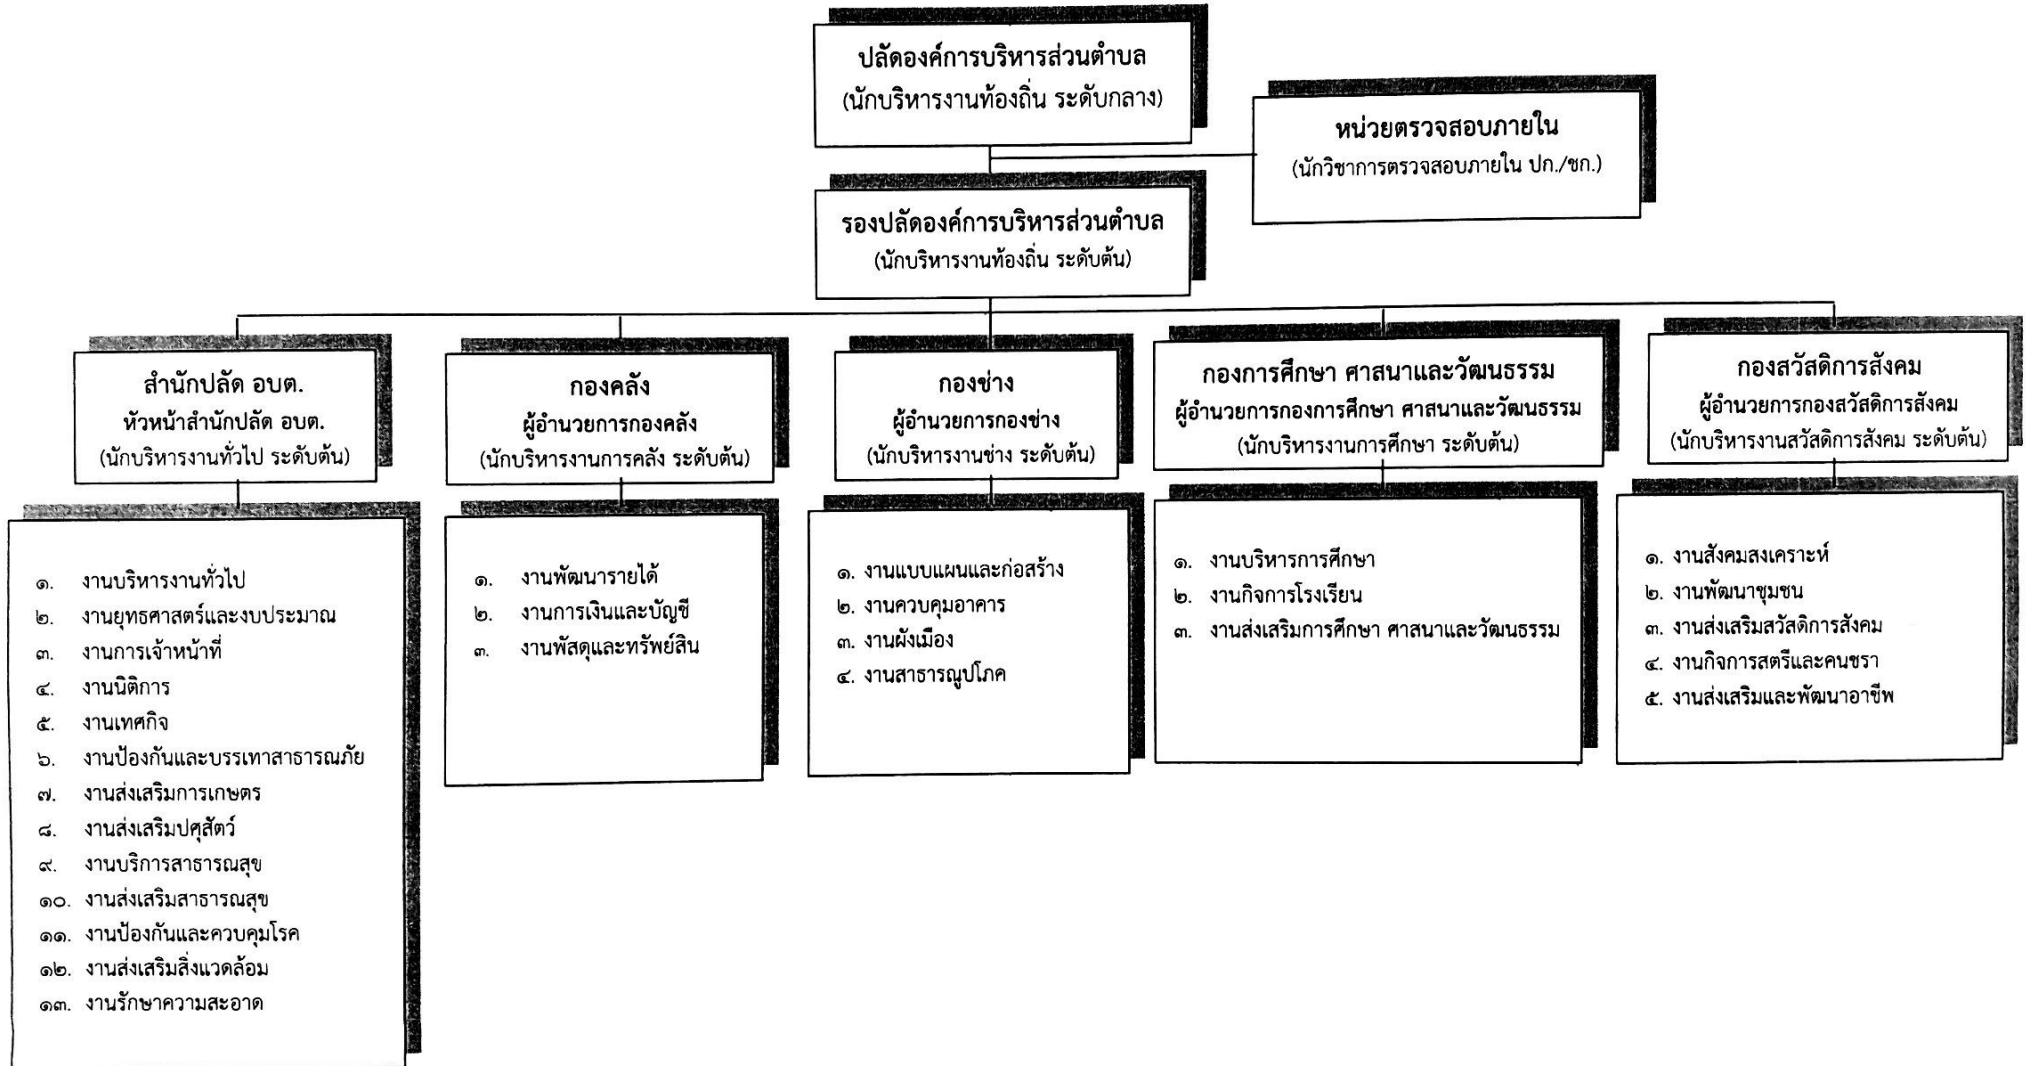 ปลัดองค์การบริหารส่วนตำบล
(นักบริหารงานท้องถิ่น ระดับกลาง)
หน่วยตรวจสอบภายใน
(นักวิชาการตรวจสอบภายใน ปก./ชก.)
รองปลัดองค์การบริหารส่วนตำบล
(นักบริหารงานท้องถิ่น ระดับต้น)
สำนักปลัด อบต.
หัวหน้าสำนักปลัด อบต.
(นักบริหารงานทั่วไป ระดับต้น)
กองคลัง
ผู้อำนวยการกองคลัง
(นักบริหารงานการคลัง ระดับต้น)
กองช่าง
ผู้อำนวยการกองช่าง
(นักบริหารงานช่าง ระดับต้น)
กองการศึกษา ศาสนาและวัฒนธรรม
ผู้อำนวยการกองการศึกษา ศาสนาและวัฒนธรรม
(นักบริหารงานการศึกษา ระดับต้น)
กองสวัสดิการสังคม
ผู้อำนวยการกองสวัสดิการสังคม
(นักบริหารงานสวัสดิการสังคม ระดับต้น)
๑. งานบริหารงานทั่วไป
๒. งานยุทธศาสตร์และงบประมาณ
๓. งานการเจ้าหน้าที่
๔. งานนิติการ
๕. งานเทศกิจ
๖. งานป้องกันและบรรเทาสาธารณภัย
๗. งานส่งเสริมการเกษตร
๘. งานส่งเสริมปศุสัตว์
๙. งานบริการสาธารณสุข
๑๐. งานส่งเสริมสาธารณสุข
๑๑. งานป้องกันและควบคุมโรค
๑๒. งานส่งเสริมสิ่งแวดล้อม
๑๓. งานรักษาความสะอาด
๑. งานพัฒนารายได้
๒. งานการเงินและบัญชี
๓. งานพัสดุและทรัพย์สิน
๑. งานแบบแผนและก่อสร้าง
๒. งานควบคุมอาคาร
๓. งานผังเมือง
๔. งานสาธารณูปโภค
๑. งานบริหารการศึกษา
๒. งานกิจการโรงเรียน
๓. งานส่งเสริมการศึกษา ศาสนาและวัฒนธรรม
๑. งานสังคมสงเคราะห์
๒. งานพัฒนาชุมชน
๓. งานส่งเสริมสวัสดิการสังคม
๔. งานกิจการสตรีและคนชรา
๕. งานส่งเสริมและพัฒนาอาชีพ